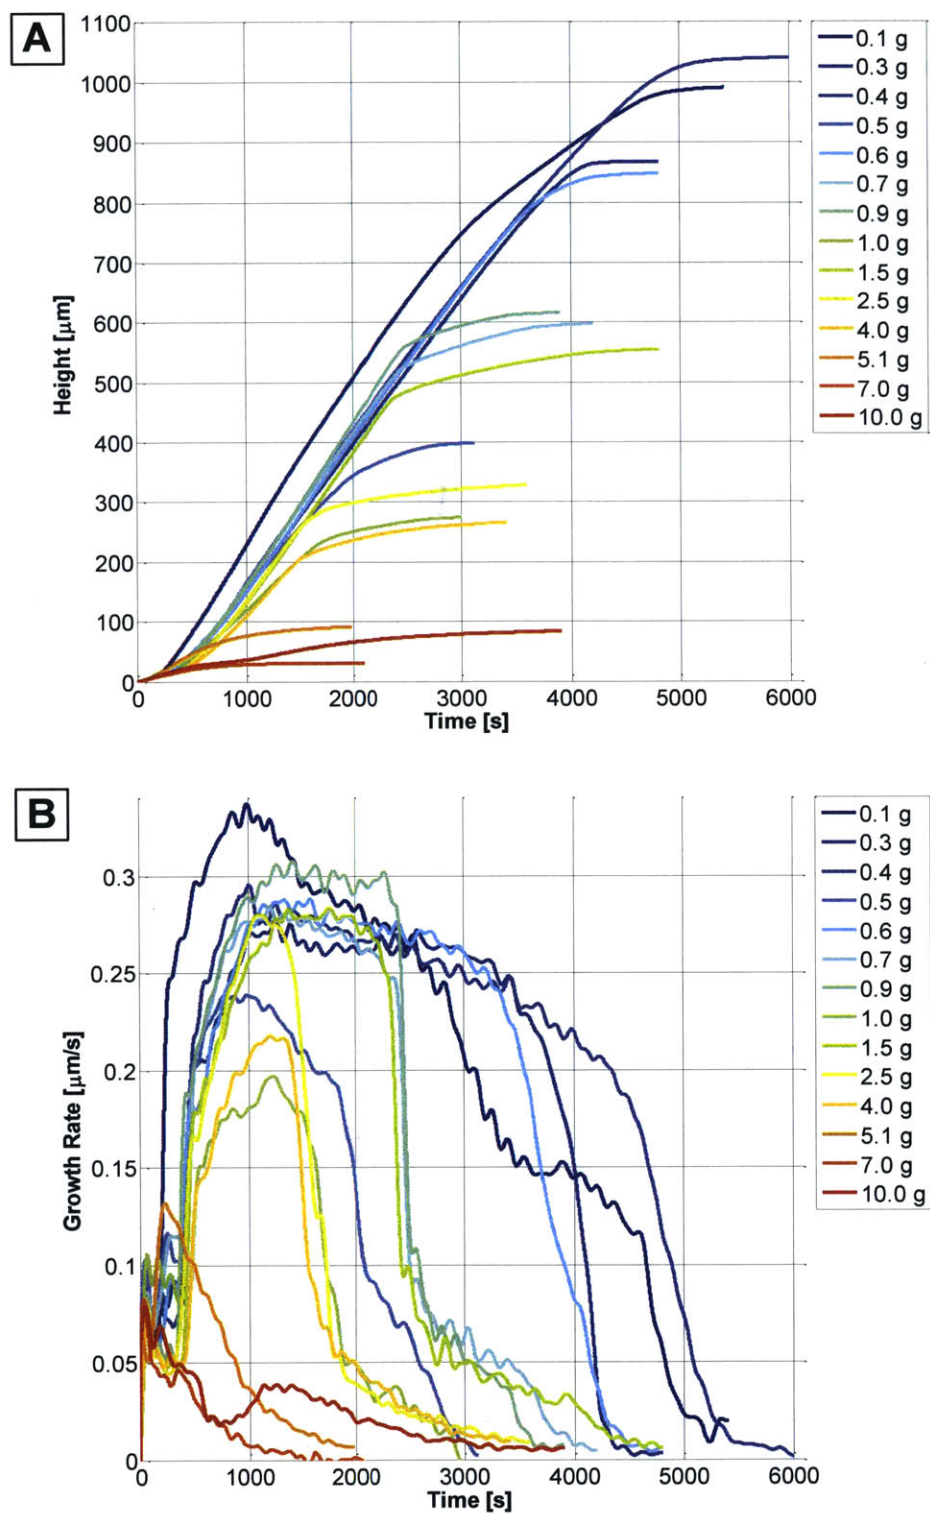 A
1100
1000
900
800
700
600
500
400
300
200
100
0
Height [μm]
0 1000 2000 3000 4000 5000 6000
Time [s]
0.1 g
0.3 g
0.4 g
0.5 g
0.6 g
0.7 g
0.9 g
1.0 g
1.5 g
2.5 g
4.0 g
5.1 g
7.0 g
10.0 g
B
0.3
0.25
0.2
0.15
0.1
0.05
0
Growth Rate [μm/s]
0 1000 2000 3000 4000 5000 6000
Time [s]
0.1 g
0.3 g
0.4 g
0.5 g
0.6 g
0.7 g
0.9 g
1.0 g
1.5 g
2.5 g
4.0 g
5.1 g
7.0 g
10.0 g